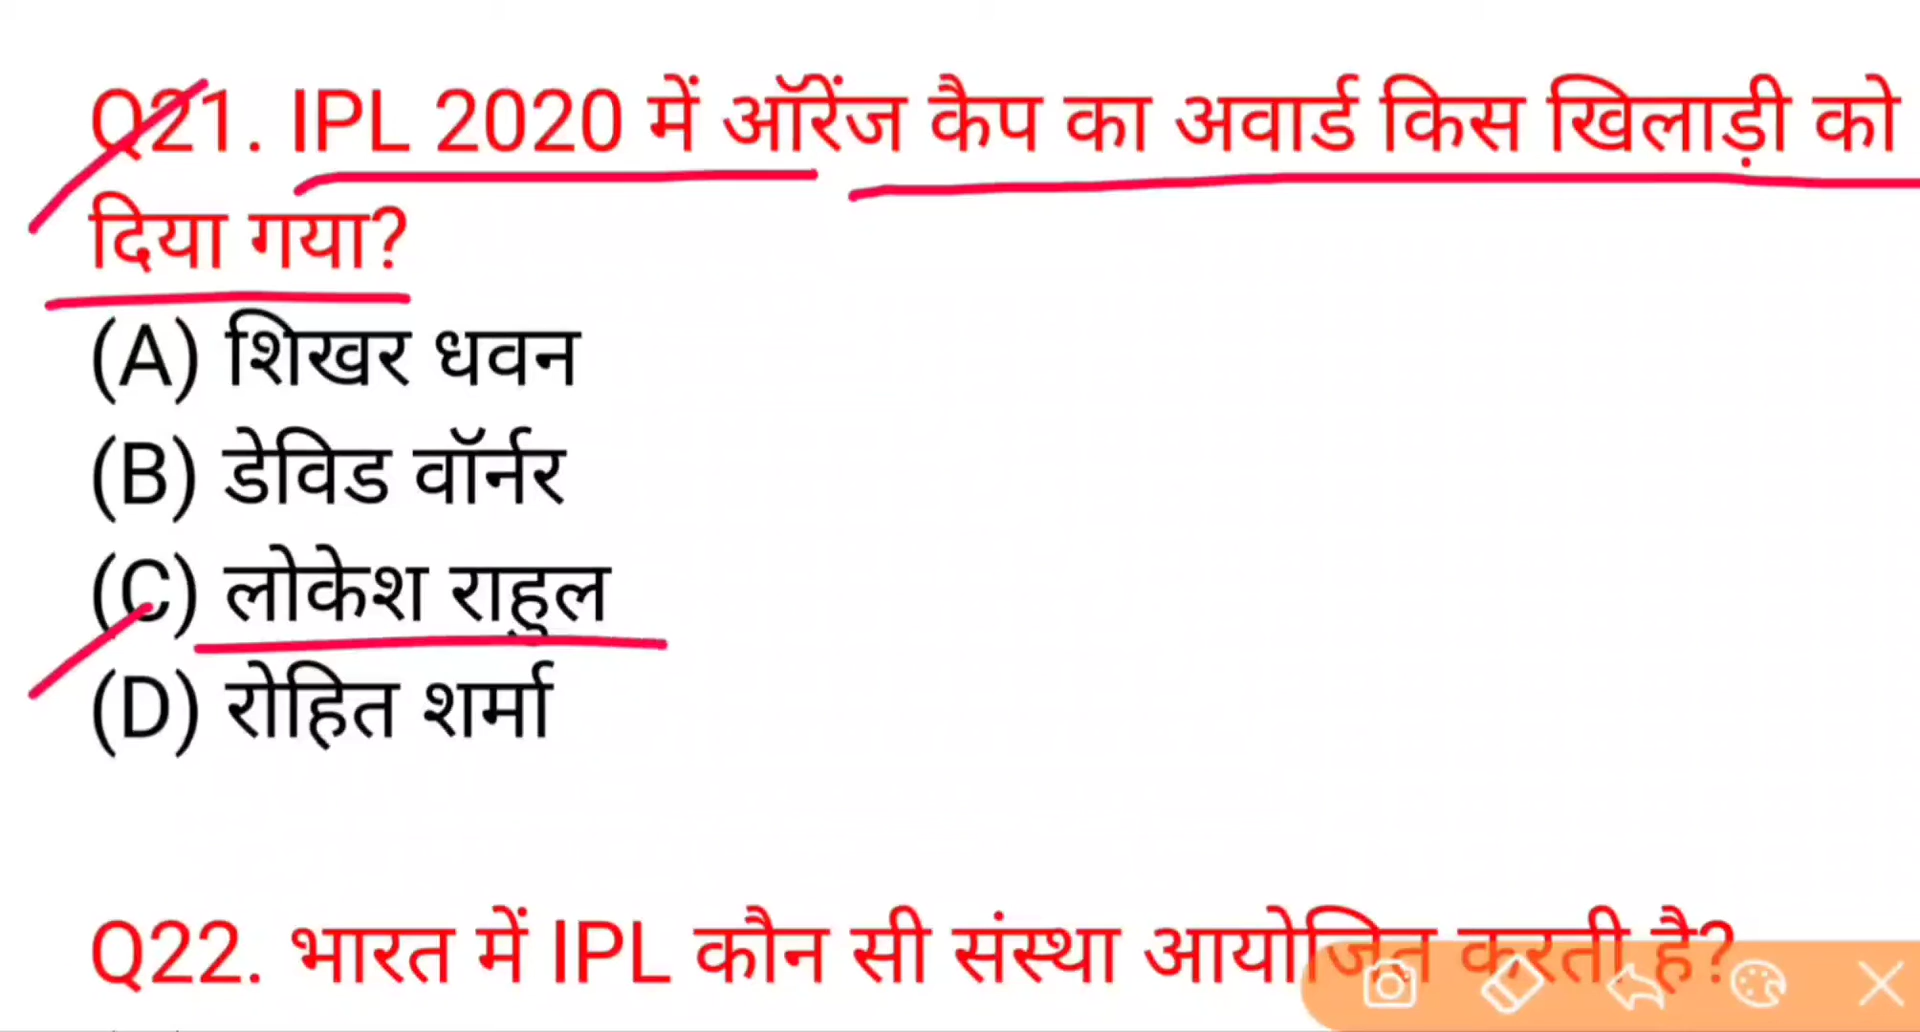 Q21. IPL 2020 में ऑरेंज कैप का अवार्ड किस खिलाड़ी को
दिया गया?
(A) शिखर धवन
(B) डेविड वॉर्नर
(C) लोकेश राहुल
(D) रोहित शर्मा
Q22. भारत में IPL कौन सी संस्था आयोजित करती है?